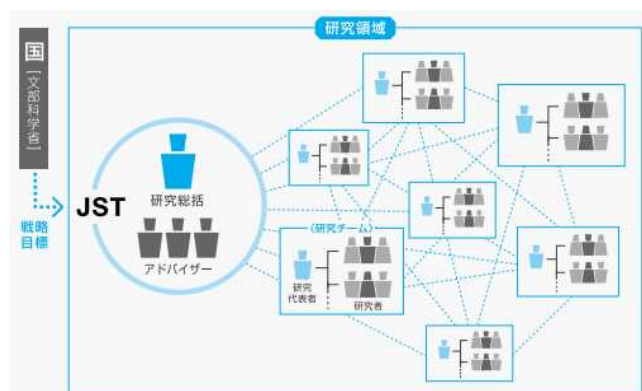 研究領域
国
[文部科学省]
戦略
目標
JST
研究総括
アドバイザー
〈研究チーム〉
研究
代表者
研究者